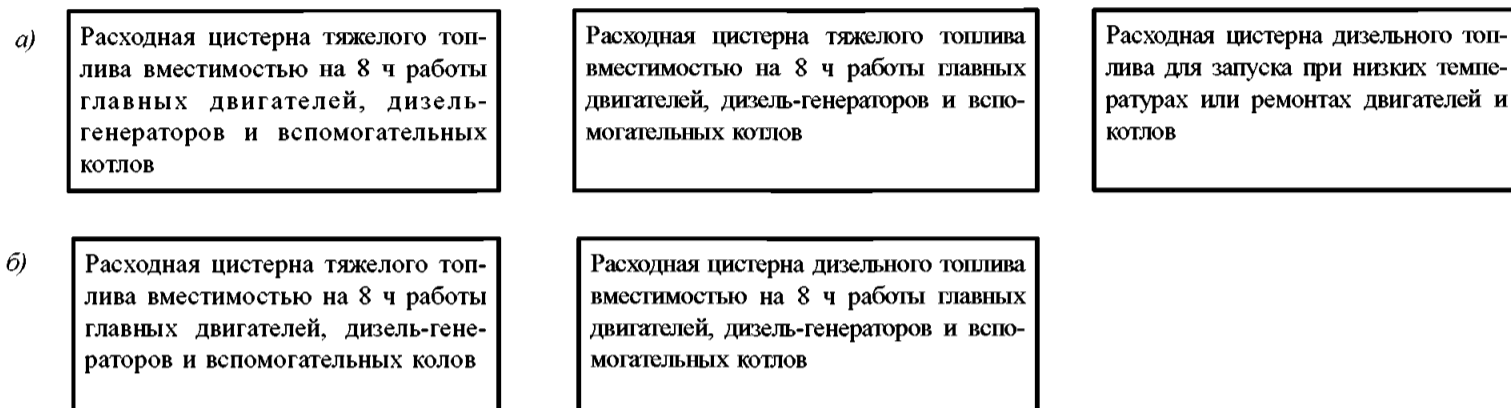 а)
Расходная цистерна тяжелого топ-
лива вместимостью на 8 ч работы
главных двигателей, дизель-
генераторов и вспомогательных
котлов
Расходная цистерна тяжелого топлива
вместимостью на 8 ч работы главных
двигателей, дизель-генераторов и вспо-
могательных котлов
Расходная цистерна дизельного топ-
лива для запуска при низких темпе-
ратурах или ремонтах двигателей и
котлов
б)
Расходная цистерна тяжелого топ-
лива вместимостью на 8 ч работы
главных двигателей, дизель-гене-
раторов и вспомогательных колов
Расходная цистерна дизельного топлива
вместимостью на 8 ч работы главных
двигателей, дизель-генераторов и вспо-
могательных котлов